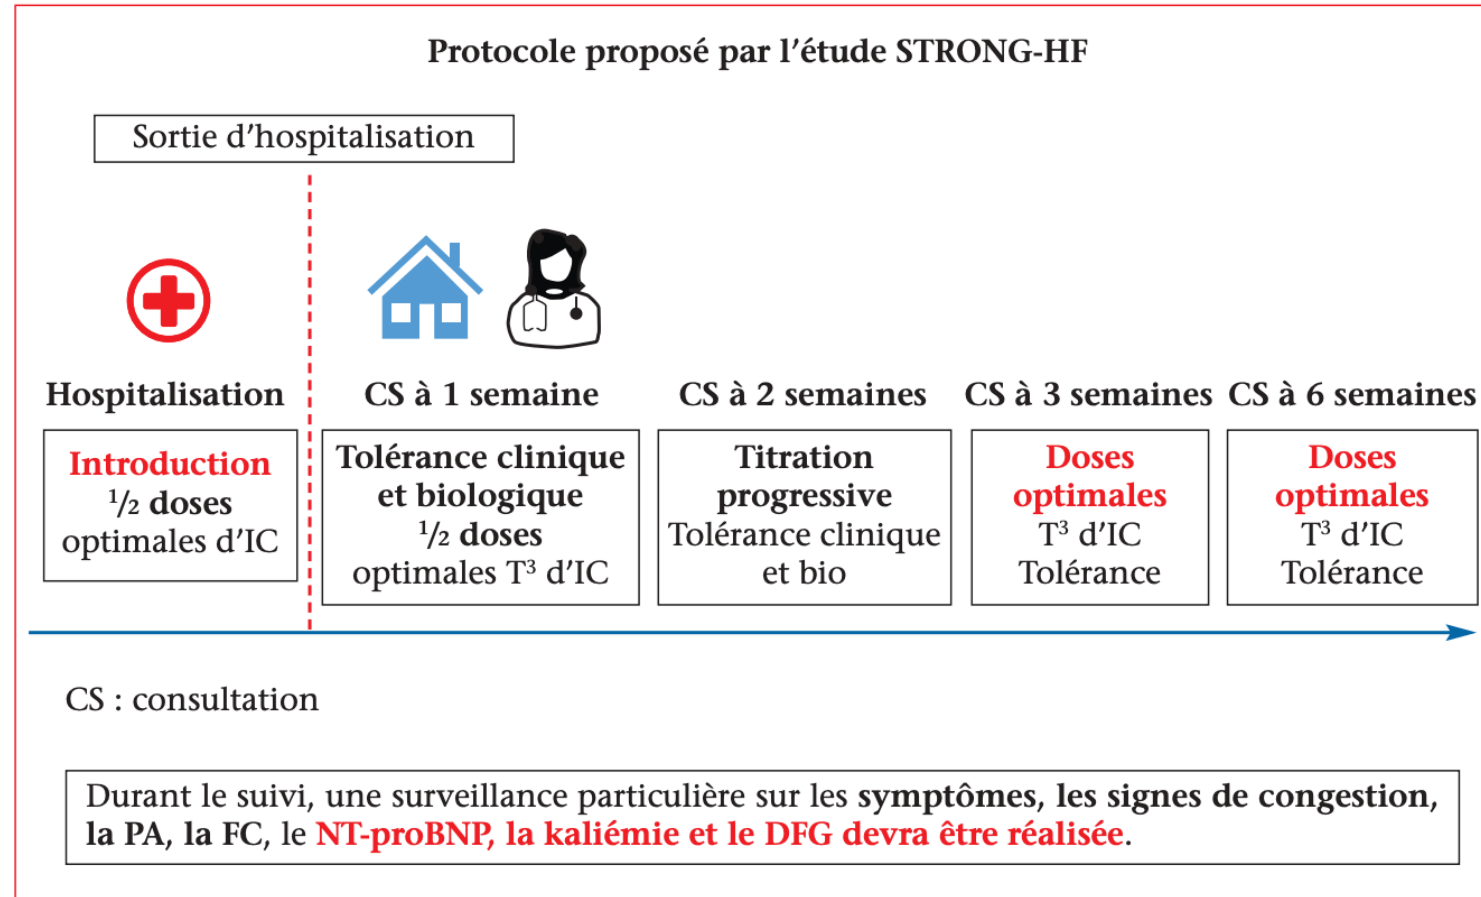 Protocole proposé par l'étude STRONG-HF
Sortie d'hospitalisation
Hospitalisation
Introduction
½ doses
optimales d'IC
CS à 1 semaine
Tolérance clinique
et biologique
½ doses
optimales T³ d'IC
CS à 2 semaines
Titration
progressive
Tolérance clinique
et bio
CS à 3 semaines
Doses
optimales
T³ d'IC
Tolérance
CS à 6 semaines
Doses
optimales
T³ d'IC
Tolérance
CS : consultation
Durant le suivi, une surveillance particulière sur les symptômes, les signes de congestion,
la PA, la FC, le NT-proBNP, la kaliémie et le DFG devra être réalisée.